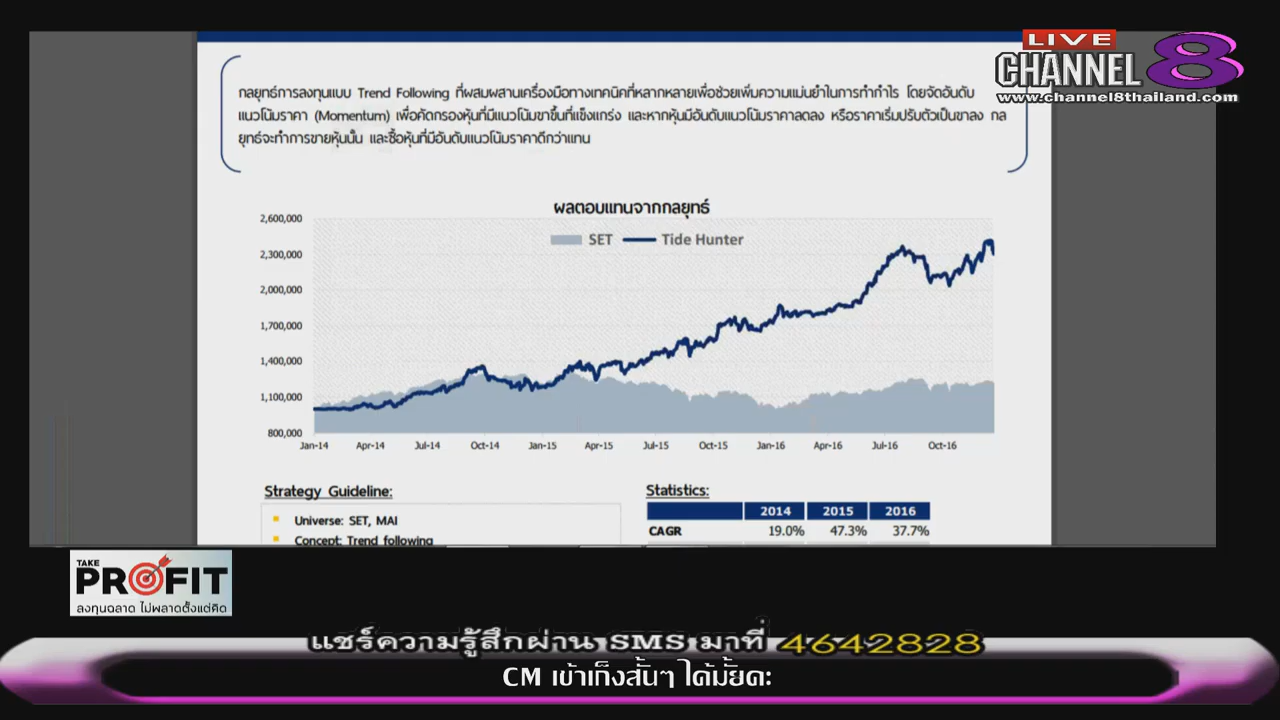 LIVE
CHANNEL 8
www.channel8thailand.com
กลยุทธ์การลงทุนแบบ Trend Following ที่ผสมผสานเครื่องมือทางเทคนิคที่หลากหลายเพื่อช่วยเพิ่มความแม่นยำในการทำกำไร โดยจัดอันดับ
แนวโน้มราคา (Momentum) เพื่อคัดกรองหุ้นที่มีแนวโน้มขาขึ้นที่แข็งแกร่ง และหากหุ้นมีอันดับแนวโน้มราคาลดลง หรือราคาเริ่มปรับตัวเป็นขาลง กล
ยุทธ์จะทำการขายหุ้นนั้น และซื้อหุ้นที่มีอันดับแนวโน้มราคาดีกว่าแทน
ผลตอบแทนจากกลยุทธ์
SET Tide Hunter
2,600,000
2,300,000
2,000,000
1,700,000
1,400,000
1,100,000
800,000
Jan-14 Apr-14 Jul-14 Oct-14 Jan-15 Apr-15 Jul-15 Oct-15 Jan-16 Apr-16 Jul-16 Oct-16
Strategy Guideline:
Universe: SET, MAI
Concept: Trend following
Statistics:
2014 2015 2016
CAGR 19.0% 47.3% 37.7%
TAKE
PROFIT
ลงทุนฉลาด ไม่พลาดตั้งแต่คิด
แชร์ความรู้สึกผ่าน SMS มาที่ 4642828
CM เข้าเก็งสั้นๆ ได้มั้ยคะ